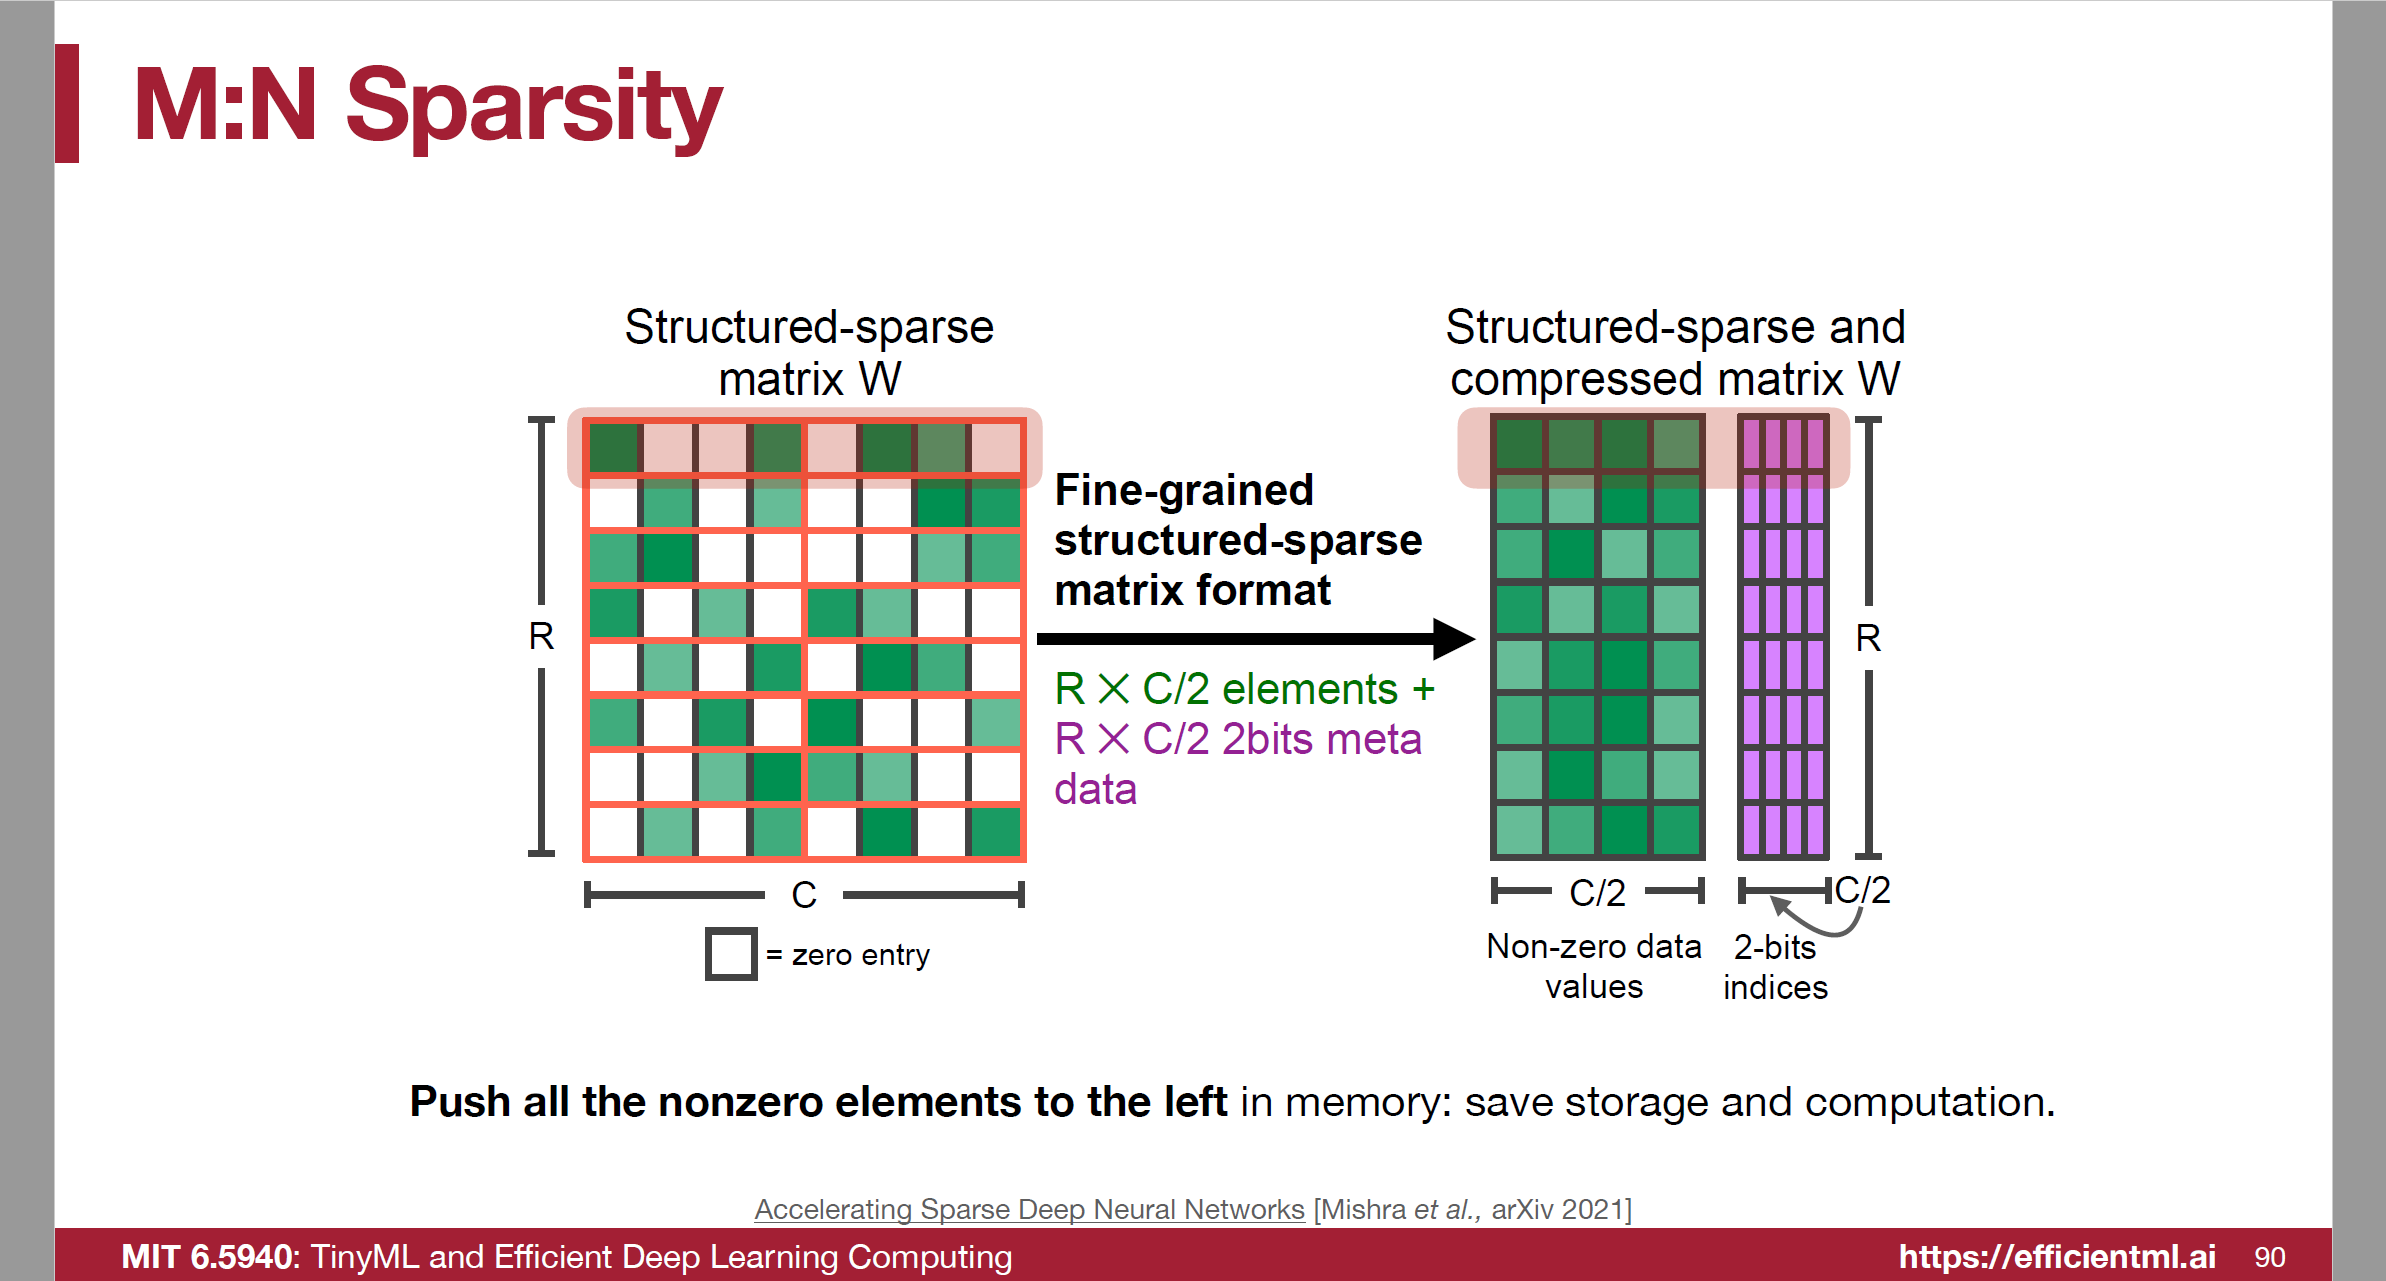 M:N Sparsity
Structured-sparse
matrix W
Structured-sparse and
compressed matrix W
R
Fine-grained
structured-sparse
matrix format
R × C/2 elements +
R × C/2 2bits meta
data
R
C
= zero entry
C/2
C/2
Non-zero data
values
2-bits
indices
Push all the nonzero elements to the left in memory: save storage and computation.
Accelerating Sparse Deep Neural Networks [Mishra et al., arXiv 2021]
MIT 6.5940: TinyML and Efficient Deep Learning Computing
https://efficientml.ai
90